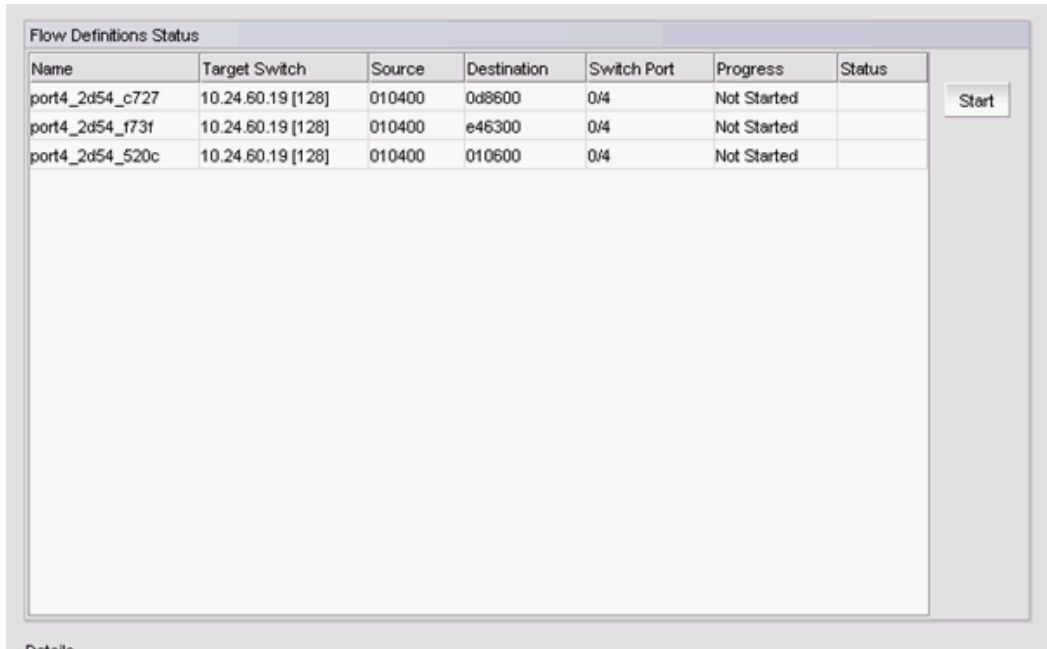 Flow Definitions Status
Name Target Switch Source Destination Switch Port Progress Status
port4_2d54_c727 10.24.60.19 [128] 010400 0d8600 0/4 Not Started
port4_2d54_f73f 10.24.60.19 [128] 010400 e46300 0/4 Not Started
port4_2d54_520c 10.24.60.19 [128] 010400 010600 0/4 Not Started
Start
Details